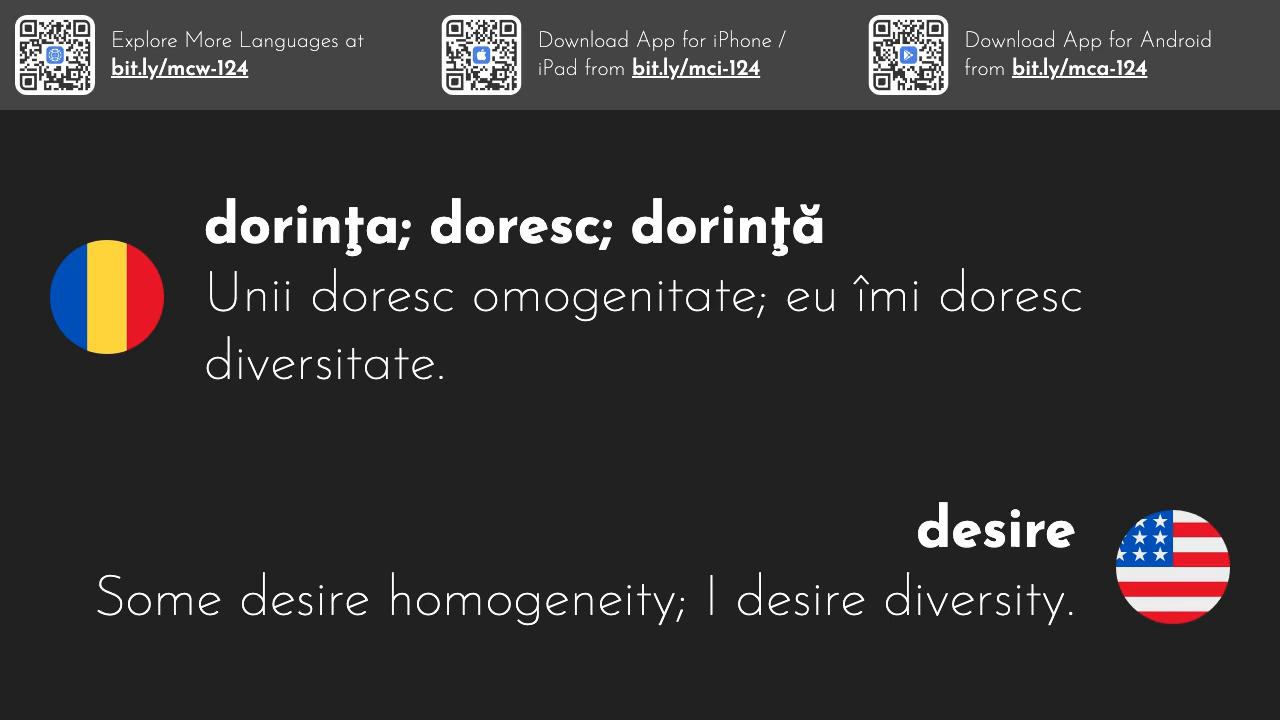 Explore More Languages at
bit.ly/mcw-124
Download App for iPhone /
iPad from bit.ly/mci-124
Download App for Android
from bit.ly/mca-124
dorinţa; doresc; dorinţă
Unii doresc omogenitate; eu îmi doresc
diversitate.
desire
Some desire homogeneity; I desire diversity.